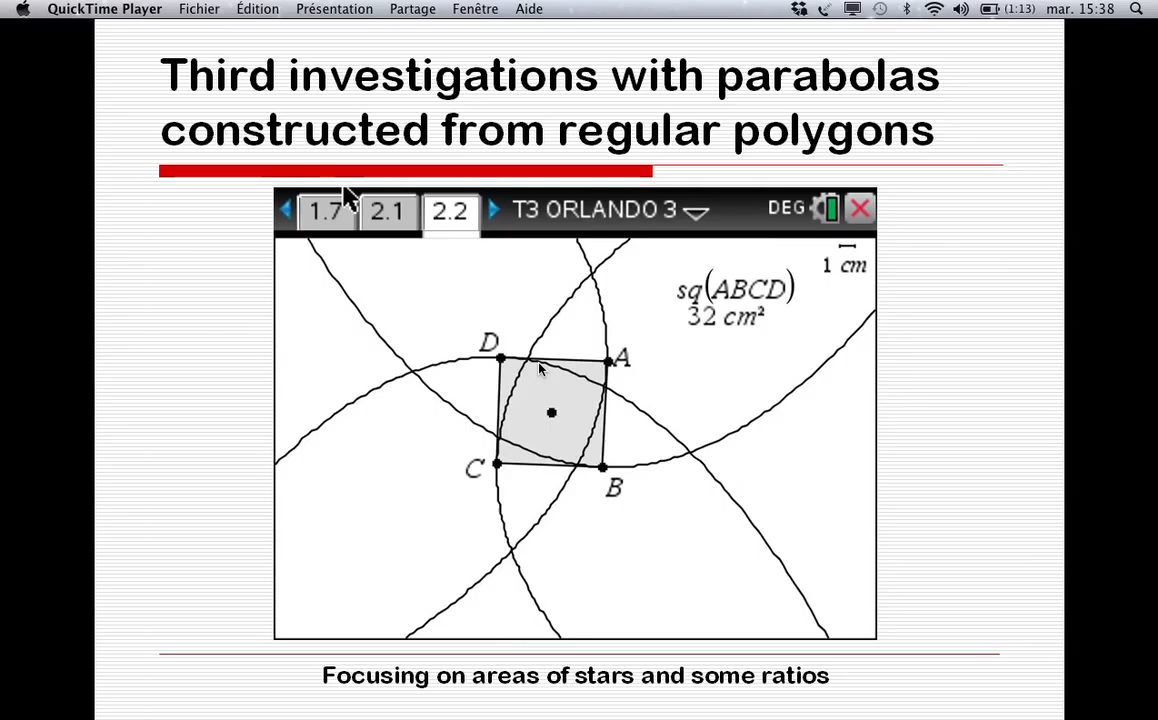 QuickTime Player Fichier Édition Présentation Partage Fenêtre Aide (1:13) mar. 15:38
Third investigations with parabolas
constructed from regular polygons
1.7 2.1 2.2 T3 ORLANDO 3 DEG
1 cm
sq(ABCD)
32 cm²
D
A
C
B
Focusing on areas of stars and some ratios